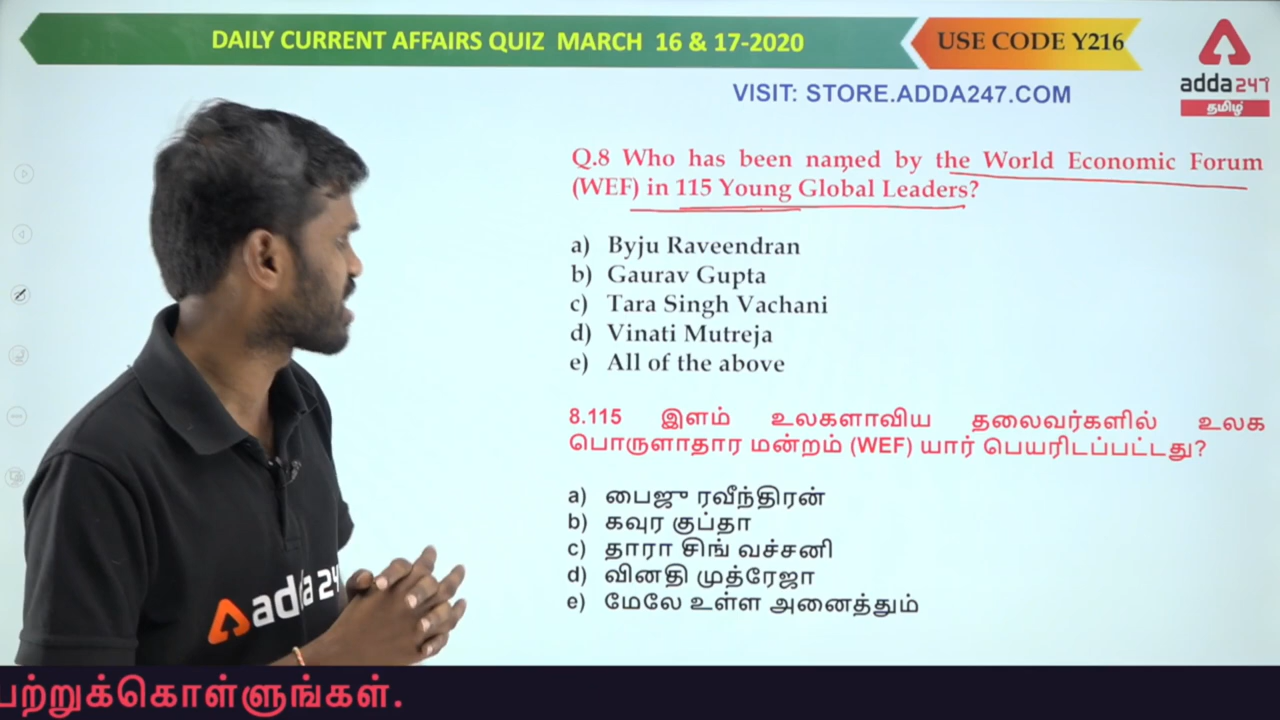 DAILY CURRENT AFFAIRS QUIZ MARCH 16 & 17-2020
USE CODE Y216
adda247
தமிழ்
VISIT: STORE.ADDA247.COM
Q.8 Who has been named by the World Economic Forum
(WEF) in 115 Young Global Leaders?
a) Byju Raveendran
b) Gaurav Gupta
c) Tara Singh Vachani
d) Vinati Mutreja
e) All of the above
8.115 இளம் உலகளாவிய தலைவர்களில் உலக
பொருளாதார மன்றம் (WEF) யார் பெயரிடப்பட்டது?
a) பைஜு ரவீந்திரன்
b) கவுர குப்தா
c) தாரா சிங் வச்சனி
d) வினதி முத்ரேஜா
e) மேலே உள்ள அனைத்தும்
adda 24
பற்றுக்கொள்ளுங்கள்.